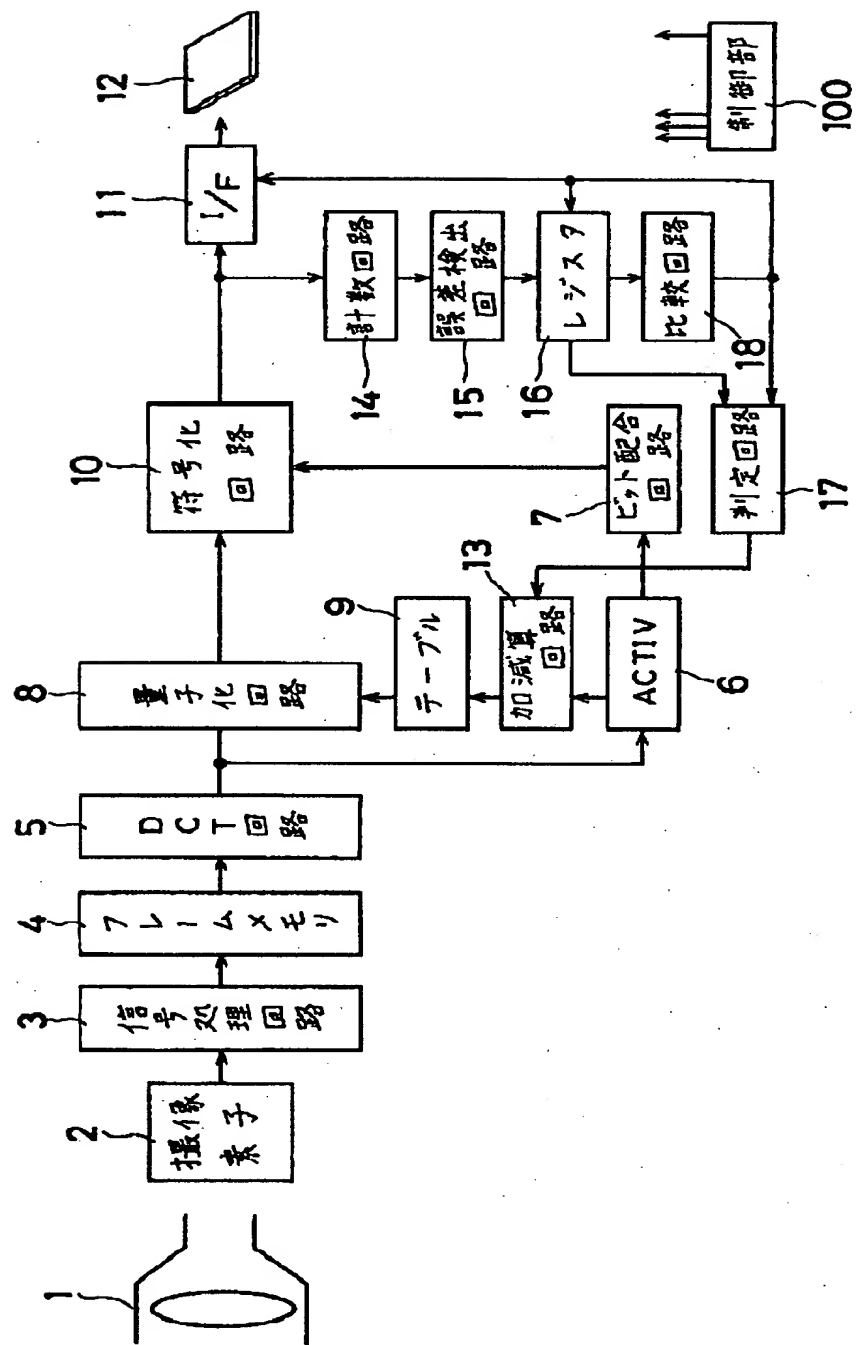 1
2
撮像
素子
3
信号処理回路
4
フレームメモリ
5
DCT回路
8
量子化回路
10
符号化
回路
11
I/F
12
9
テーブル
13
加減算
回路
6
ACTIV
7
ビット配合
回路
14
計数回路
15
誤差検出
回路
16
レジスタ
18
比較回路
17
判定回路
制御部
100